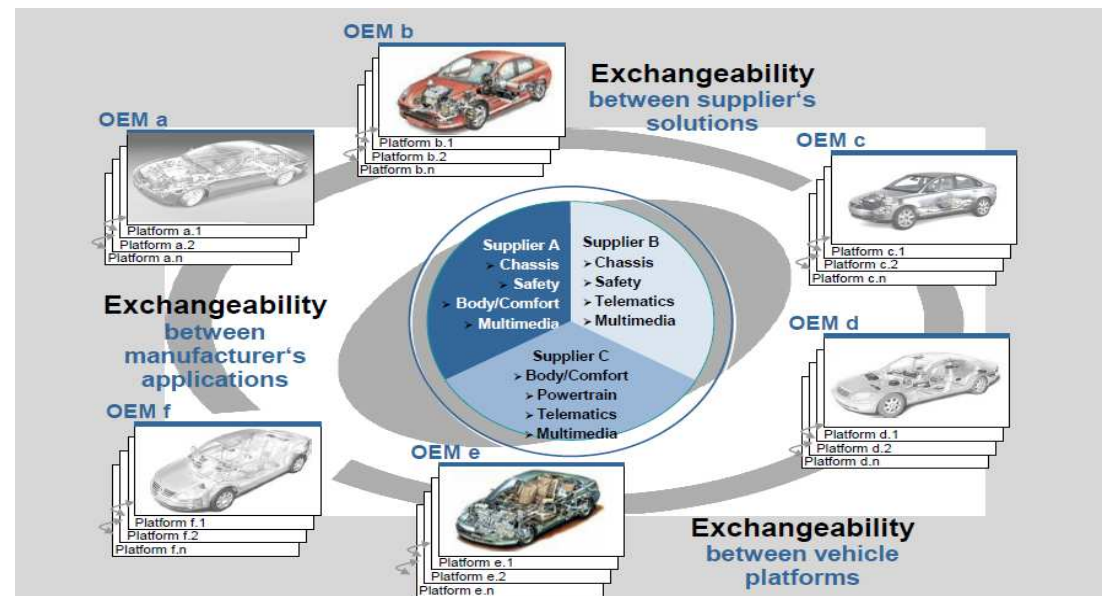 OEM b
Platform b.1
Platform b.2
Platform b.n
Exchangeability
between supplier‘s
solutions
OEM a
Platform a.1
Platform a.2
Platform a.n
OEM c
Platform c.1
Platform c.2
Platform c.n
Supplier A
➢ Chassis
➢ Safety
➢ Body/Comfort
➢ Multimedia
Supplier B
➢ Chassis
➢ Safety
➢ Telematics
➢ Multimedia
Supplier C
➢ Body/Comfort
➢ Powertrain
➢ Telematics
➢ Multimedia
Exchangeability
between
manufacturer‘s
applications
OEM d
Platform d.1
Platform d.2
Platform d.n
OEM f
Platform f.1
Platform f.2
Platform f.n
OEM e
Platform e.1
Platform e.2
Platform e.n
Exchangeability
between vehicle
platforms